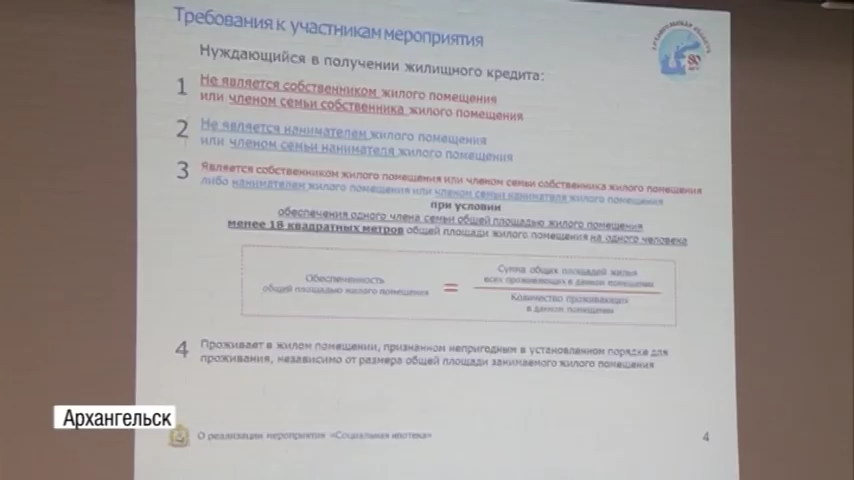 Требования к участникам мероприятия
Нуждающийся в получении жилищного кредита:
1
Не является собственником жилого помещения
или членом семьи собственника жилого помещения
2
Не является нанимателем жилого помещения
или членом семьи нанимателя жилого помещения
3
Является собственником жилого помещения или членом семьи собственника жилого помещения
либо нанимателем жилого помещения или членом семьи нанимателя жилого помещения
при условии
обеспечения одного члена семьи общей площадью жилого помещения
менее 18 квадратных метров общей площади жилого помещения на одного человека
Обеспеченность
общей площадью жилого помещения
=
Сумма общих площадей жилья
всех проживающих в данном помещении
Количество проживающих
в данном помещении
4
Проживает в жилом помещении, признанном непригодным в установленном порядке для
проживания, независимо от размера общей площади занимаемого жилого помещения
Архангельск
О реализации мероприятия «Социальная ипотека»
4